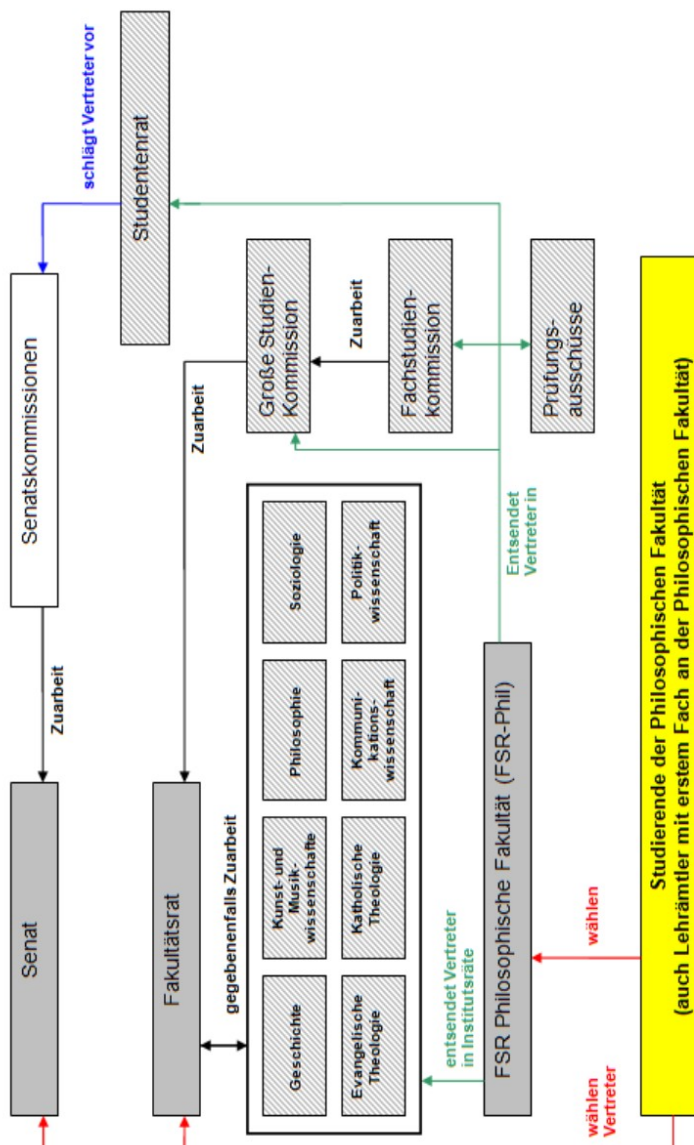 Senat
Zuarbeit
Senatskommissionen
schlägt Vertreter vor
Studentenrat
Fakultätsrat
Zuarbeit
gegebenenfalls Zuarbeit
Geschichte
Kunst- und
Musik-
wissenschafte
Philosophie
Soziologie
Evangelische
Theologie
Katholische
Theologie
Kommuni-
kations-
wissenschaft
Politik-
wissenschaft
Große Studien-
Kommission
Zuarbeit
Fachstudien-
kommission
Prüfungs-
ausschüsse
entsendet Vertreter
in Institutsräte
FSR Philosophische Fakultät (FSR-Phil)
Entsendet
Vertreter in
wählen
Vertreter
wählen
Studierende der Philosophischen Fakultät
(auch Lehrämtler mit erstem Fach an der Philosophischen Fakultät)